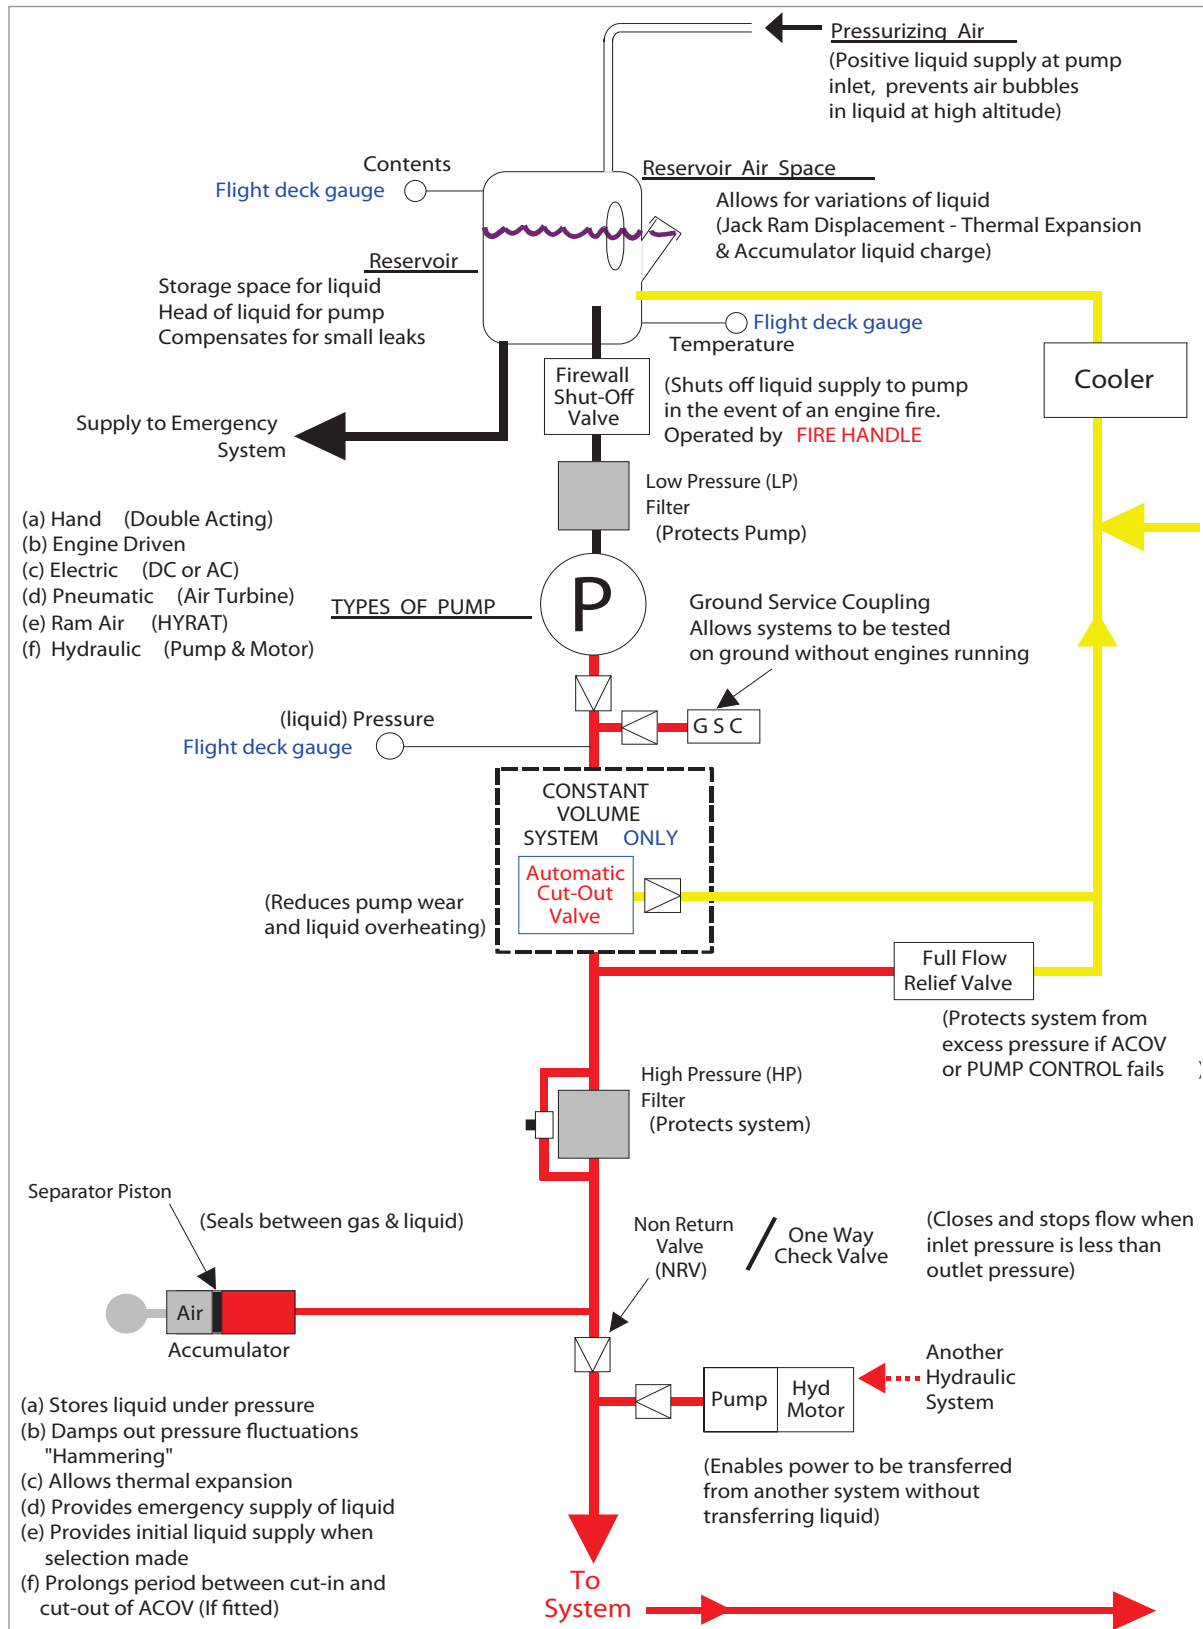 Pressurizing Air
(Positive liquid supply at pump
inlet, prevents air bubbles
in liquid at high altitude)
Contents
Flight deck gauge
Reservoir Air Space
Allows for variations of liquid
(Jack Ram Displacement - Thermal Expansion
& Accumulator liquid charge)
Reservoir
Storage space for liquid
Head of liquid for pump
Compensates for small leaks
Flight deck gauge
Temperature
Cooler
Firewall
Shut-Off
Valve
(Shuts off liquid supply to pump
in the event of an engine fire.
Operated by FIRE HANDLE
Supply to Emergency
System
Low Pressure (LP)
Filter
(Protects Pump)
(a) Hand (Double Acting)
(b) Engine Driven
(c) Electric (DC or AC)
(d) Pneumatic (Air Turbine)
(e) Ram Air (HYRAT)
(f) Hydraulic (Pump & Motor)
TYPES OF PUMP
P
Ground Service Coupling
Allows systems to be tested
on ground without engines running
(liquid) Pressure
Flight deck gauge
G S C
CONSTANT
VOLUME
SYSTEM ONLY
Automatic
Cut-Out
Valve
(Reduces pump wear
and liquid overheating)
Full Flow
Relief Valve
(Protects system from
excess pressure if ACOV
or PUMP CONTROL fails )
High Pressure (HP)
Filter
(Protects system)
Separator Piston
(Seals between gas & liquid)
Non Return
Valve
(NRV)
One Way
Check Valve
(Closes and stops flow when
inlet pressure is less than
outlet pressure)
Air
Accumulator
Pump
Hyd
Motor
Another
Hydraulic
System
(a) Stores liquid under pressure
(b) Damps out pressure fluctuations
"Hammering"
(c) Allows thermal expansion
(d) Provides emergency supply of liquid
(e) Provides initial liquid supply when
selection made
(f) Prolongs period between cut-in and
cut-out of ACOV (If fitted)
(Enables power to be transferred
from another system without
transferring liquid)
To
System